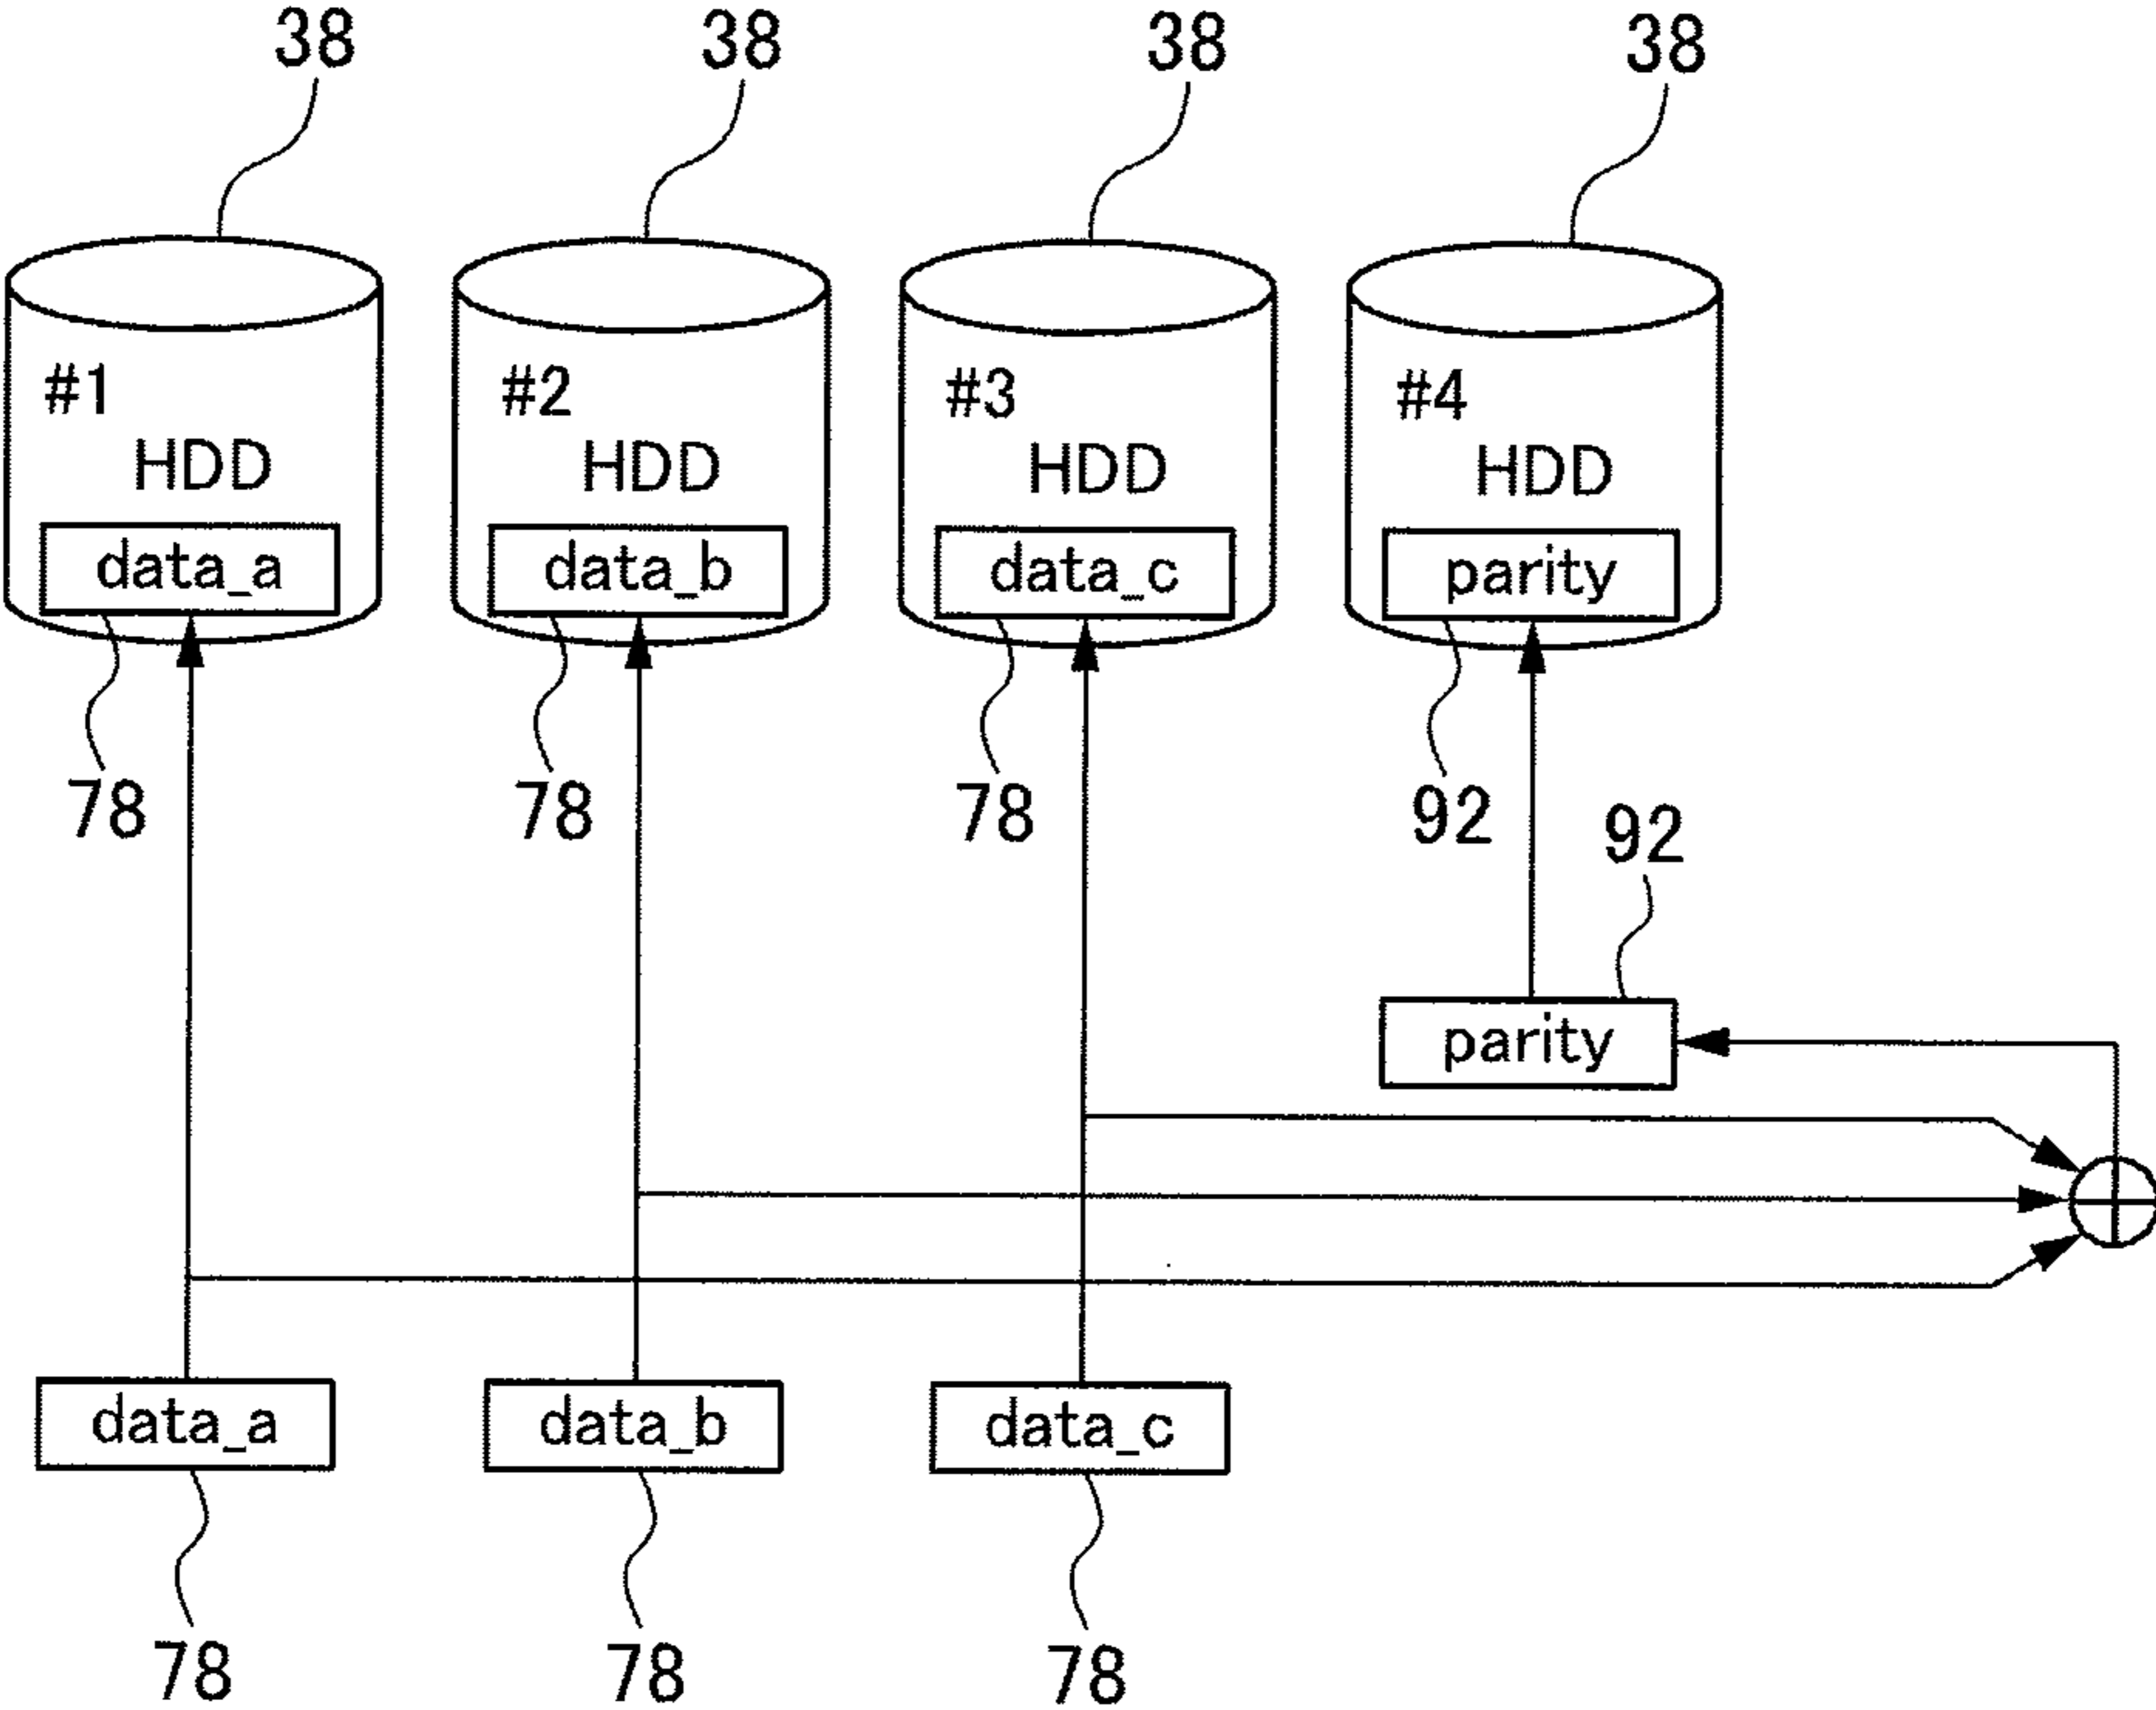 38 38 38 38
#1 #2 #3 #4
HDD HDD HDD HDD
data_a data_b data_c parity
78 78 78 92
92
parity
data_a data_b data_c
78 78 78